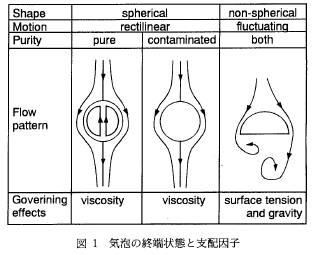 Shape spherical non-spherical
Motion rectilinear fluctuating
Purity pure contaminated both
Flow
pattern
Goverining
effects
viscosity viscosity surface tension
and gravity
図 1 気泡の終端状態と支配因子